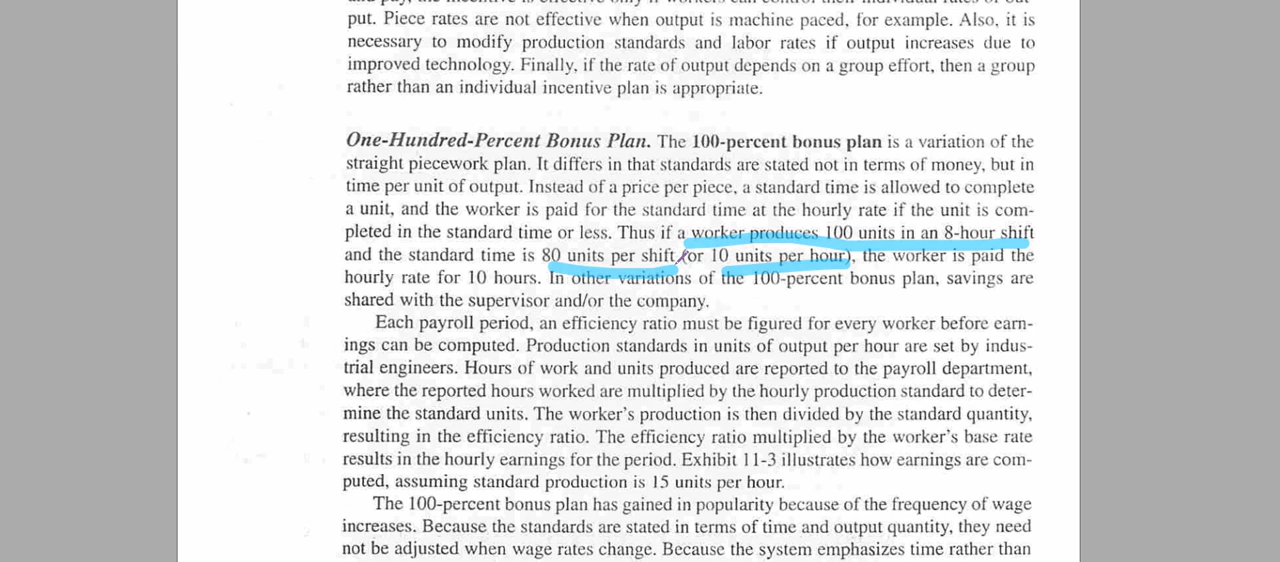 put. Piece rates are not effective when output is machine paced, for example. Also, it is
necessary to modify production standards and labor rates if output increases due to
improved technology. Finally, if the rate of output depends on a group effort, then a group
rather than an individual incentive plan is appropriate.
One-Hundred-Percent Bonus Plan. The 100-percent bonus plan is a variation of the
straight piecework plan. It differs in that standards are stated not in terms of money, but in
time per unit of output. Instead of a price per piece, a standard time is allowed to complete
a unit, and the worker is paid for the standard time at the hourly rate if the unit is com-
pleted in the standard time or less. Thus if a worker produces 100 units in an 8-hour shift
and the standard time is 80 units per shift (or 10 units per hour), the worker is paid the
hourly rate for 10 hours. In other variations of the 100-percent bonus plan, savings are
shared with the supervisor and/or the company.
Each payroll period, an efficiency ratio must be figured for every worker before earn-
ings can be computed. Production standards in units of output per hour are set by indus-
trial engineers. Hours of work and units produced are reported to the payroll department,
where the reported hours worked are multiplied by the hourly production standard to deter-
mine the standard units. The worker's production is then divided by the standard quantity,
resulting in the efficiency ratio. The efficiency ratio multiplied by the worker's base rate
results in the hourly earnings for the period. Exhibit 11-3 illustrates how earnings are com-
puted, assuming standard production is 15 units per hour.
The 100-percent bonus plan has gained in popularity because of the frequency of wage
increases. Because the standards are stated in terms of time and output quantity, they need
not be adjusted when wage rates change. Because the system emphasizes time rather than